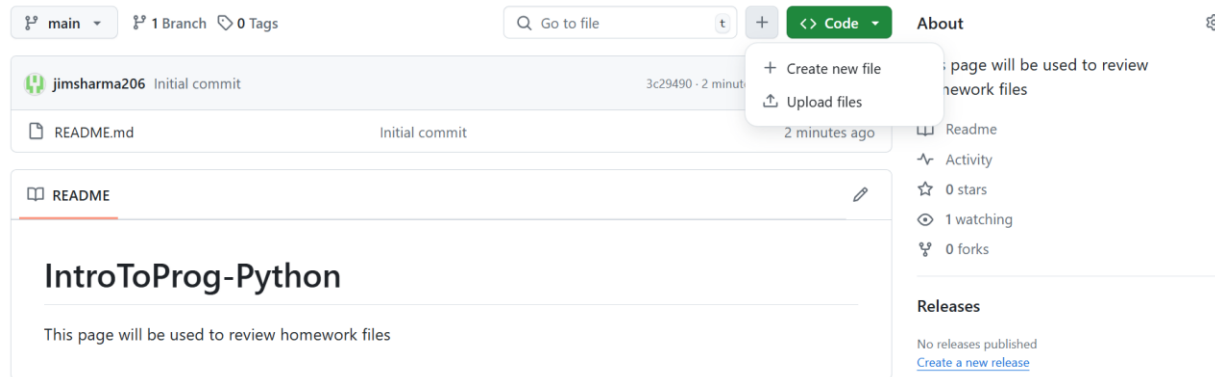 main
1 Branch
0 Tags
Go to file
t
Code
jimsharma206 Initial commit
3c29490 · 2
Create new file
Upload files
README.md
Initial commit
2 minutes ago
README
IntroToProg-Python
This page will be used to review homework files
About
page will be used to review
files
Readme
Activity
0 stars
1 watching
0 forks
Releases
No releases published
Create a new release